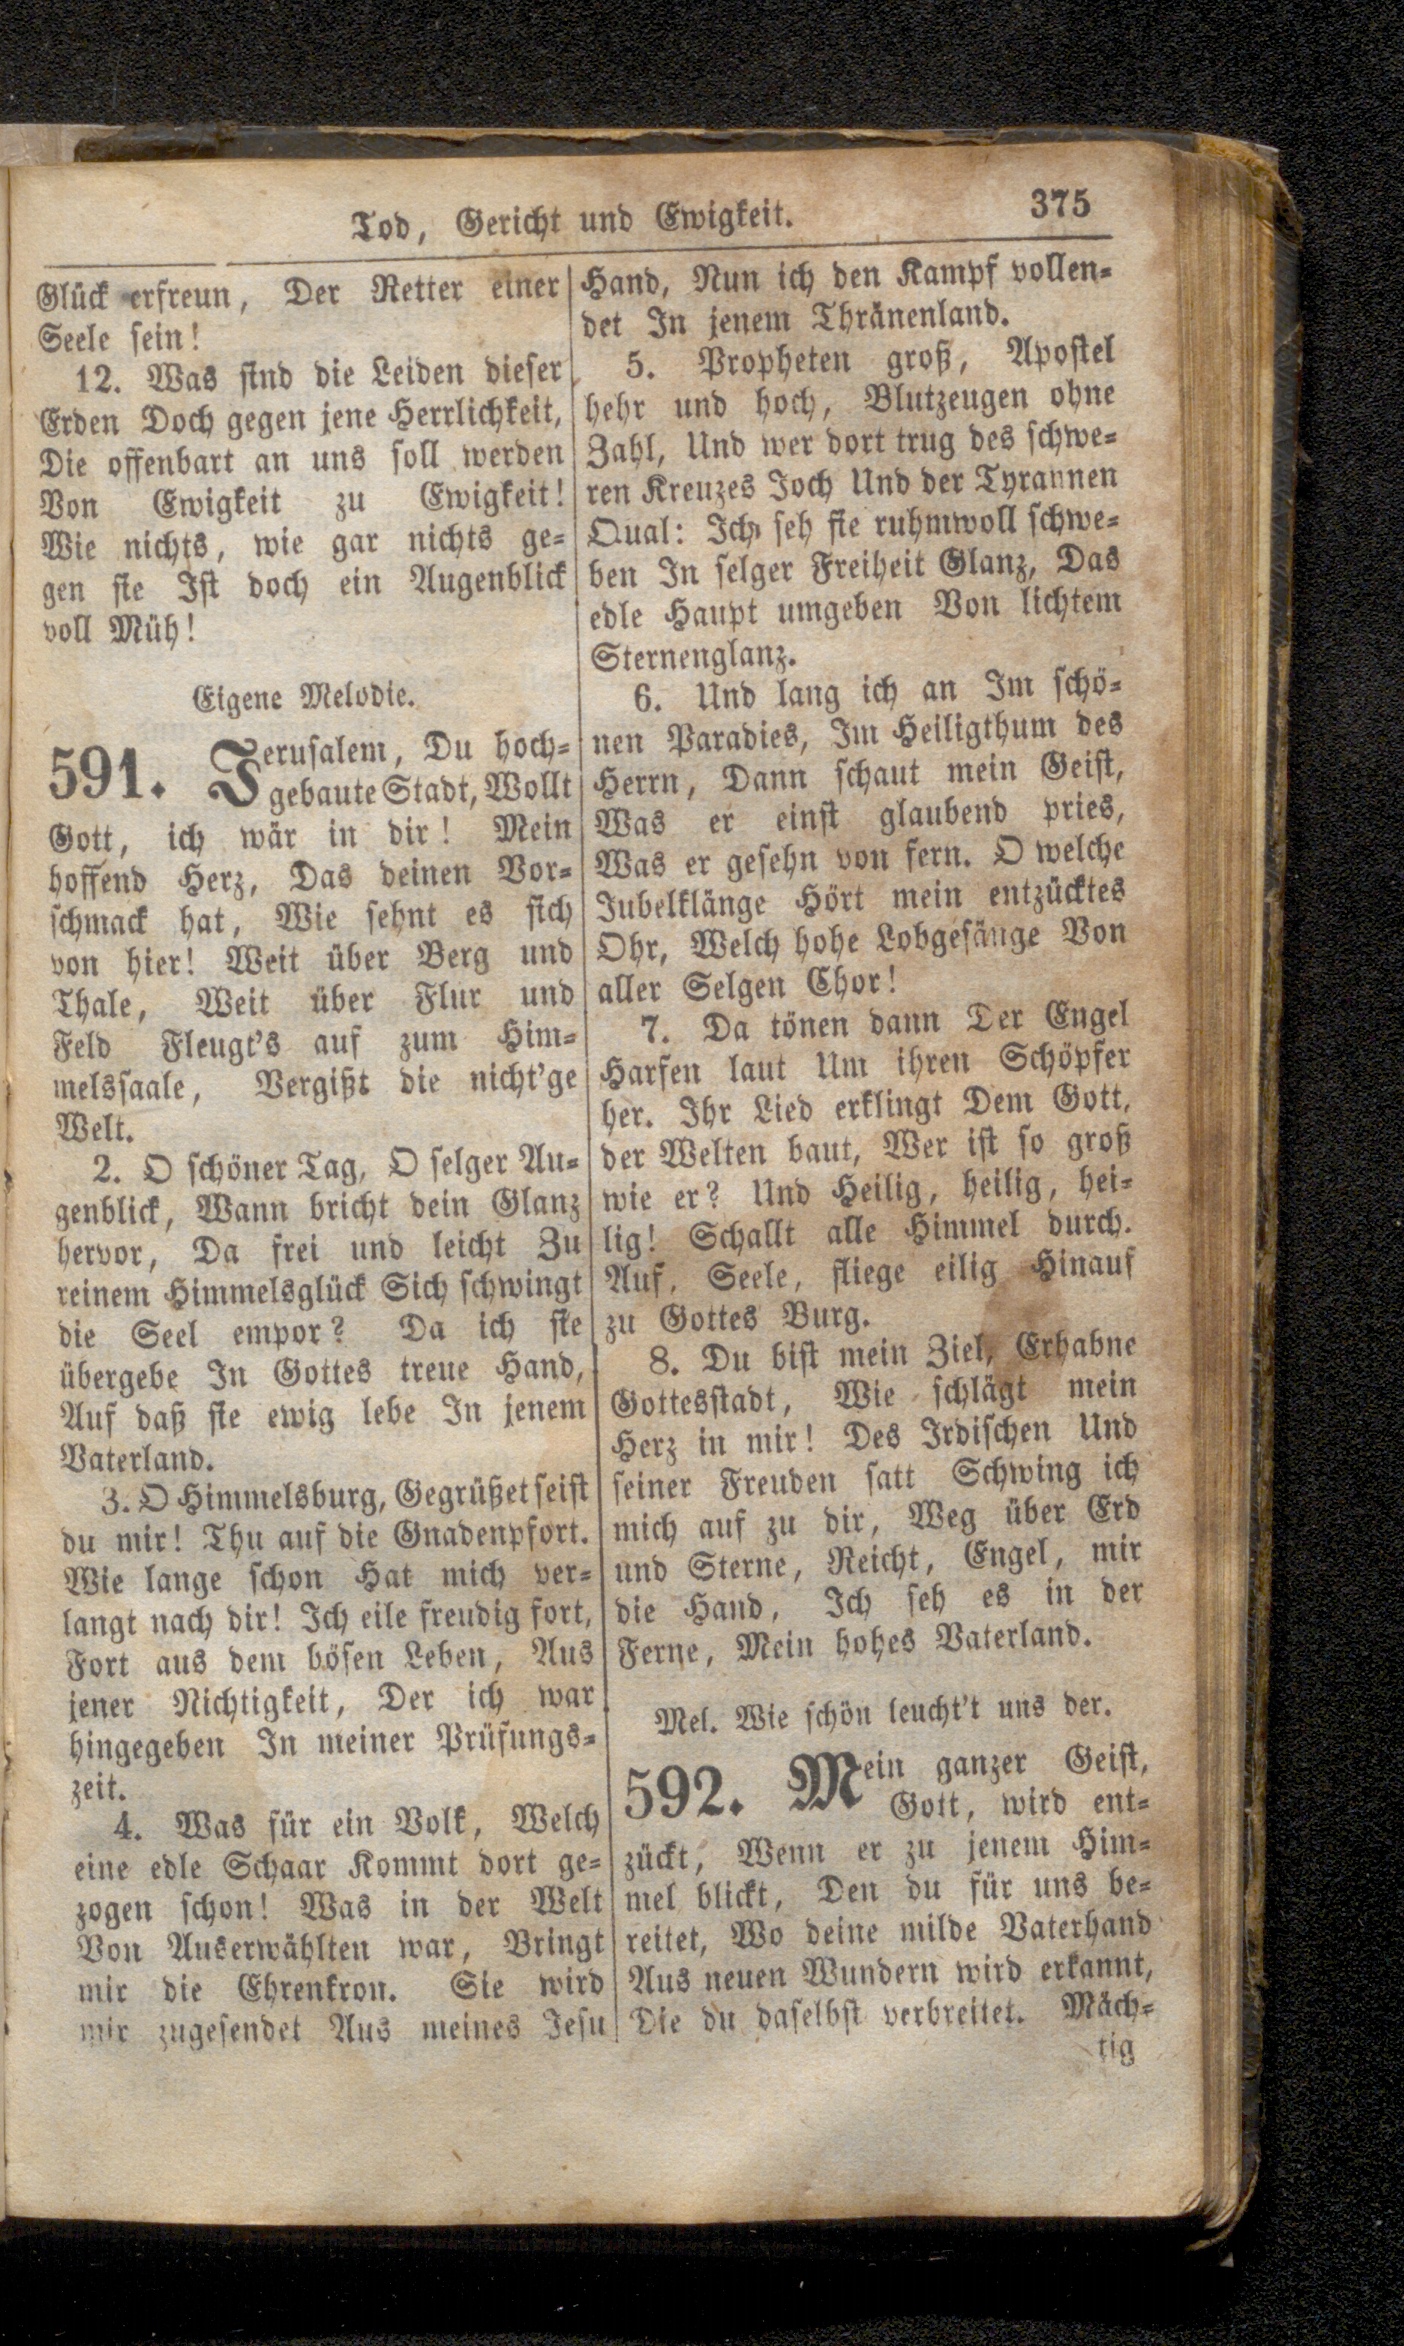 Tod, Gericht und Ewigkeit.
375
Glück erfreun, Der Retter einer
Seele sein!
12. Was sind die Leiden dieser
Erden Doch gegen jene Herrlichkeit,
Die offenbart an uns soll werden
Von Ewigkeit zu Ewigkeit!
Wie nichts, wie gar nichts ge-
gen sie Ist doch ein Augenblick
voll Müh!
Eigene Melodie.
591. Jerusalem, Du hoch-
gebaute Stadt, Wollt
Gott, ich wär in dir! Mein
hoffend Herz, Das deinen Vor-
schmack hat, Wie sehnt es sich
von hier! Weit über Berg und
Thale, Weit über Flur und
Feld Fleugt's auf zum Him-
melssaale, Vergißt die nicht'ge
Welt.
2. O schöner Tag, O selger Au-
genblick, Wann bricht dein Glanz
hervor, Da frei und leicht Zu
reinem Himmelsglück Sich schwingt
die Seel empor? Da ich sie
übergebe In Gottes treue Hand,
Auf daß sie ewig lebe In jenem
Vaterland.
3. O Himmelsburg, Gegrüßet seist
du mir! Thu auf die Gnadenpfort.
Wie lange schon Hat mich ver-
langt nach dir! Ich eile freudig fort,
Fort aus dem bösen Leben, Aus
jener Nichtigkeit, Der ich war
hingegeben In meiner Prüfungs-
zeit.
4. Was für ein Volk, Welch
eine edle Schaar Kommt dort ge-
zogen schon! Was in der Welt
Von Auserwählten war, Bringt
mir die Ehrenkron. Sie wird
mir zugesendet Aus meines Jesu
Hand, Nun ich den Kampf vollen-
det In jenem Thränenland.
5. Propheten groß, Apostel
hehr und hoch, Blutzeugen ohne
Zahl, Und wer dort trug des schwe-
ren Kreuzes Joch Und der Tyrannen
Qual: Ich seh sie ruhmwoll schwe-
ben In selger Freiheit Glanz, Das
edle Haupt umgeben Von lichtem
Sternenglanz.
6. Und lang ich an Im schö-
nen Paradies, Im Heiligthum des
Herrn, Dann schaut mein Geist,
Was er einst glaubend pries,
Was er gesehn von fern. O welche
Jubelklänge Hört mein entzücktes
Ohr, Welch hohe Lobgesänge Von
aller Selgen Chor!
7. Da tönen dann Der Engel
Harfen laut Um ihren Schöpfer
her. Ihr Lied erklingt Dem Gott,
der Welten baut, Wer ist so groß
wie er? Und Heilig, heilig, hei-
lig! Schallt alle Himmel durch.
Auf, Seele, fliege eilig Hinauf
zu Gottes Burg.
8. Du bist mein Ziel, Erhabne
Gottesstadt, Wie schlägt mein
Herz in mir! Des Irdischen Und
seiner Freuden satt Schwing ich
mich auf zu dir, Weg über Erd
und Sterne, Reicht, Engel, mir
die Hand, Ich seh es in der
Ferne, Mein hohes Vaterland.
Mel. Wie schön leucht't uns der.
592. Mein ganzer Geist,
Gott, wird ent-
zückt, Wenn er zu jenem Him-
mel blickt, Den du für uns be-
reitet, Wo deine milde Vaterhand
Aus neuen Wundern wird erkannt,
Die du daselbst verbreitet. Mäch-
tig